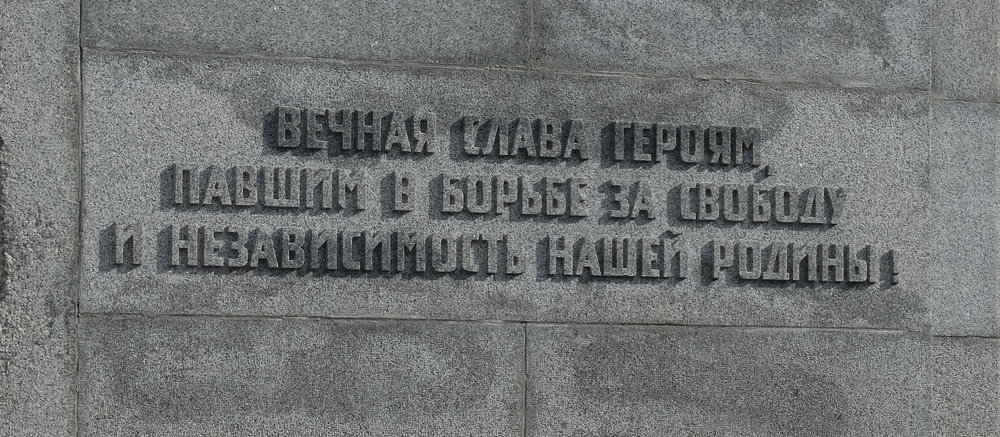 ВЕЧНАЯ СЛАВА ГЕРОЯМ,
ПАВШИМ В БОРЬБЕ ЗА СВОБОДУ
И НЕЗАВИСИМОСТЬ НАШЕЙ РОДИНЫ!